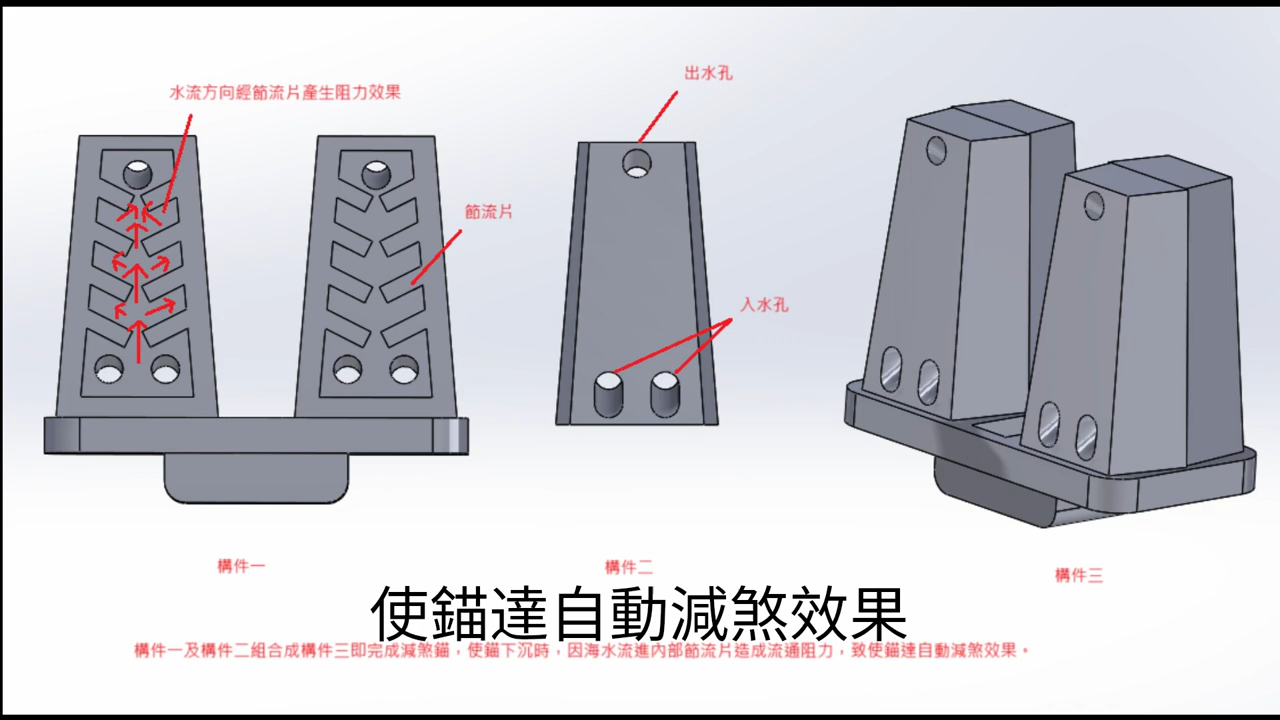 出水孔
水流方向經節流片產生阻力效果
節流片
入水孔
構件一
構件二
構件三
使錨達自動減煞效果
構件一及構件二組合成構件三即完成減煞錨，使錨下沉時，因海水流進內部節流片造成流通阻力，致使錨達自動減煞效果。